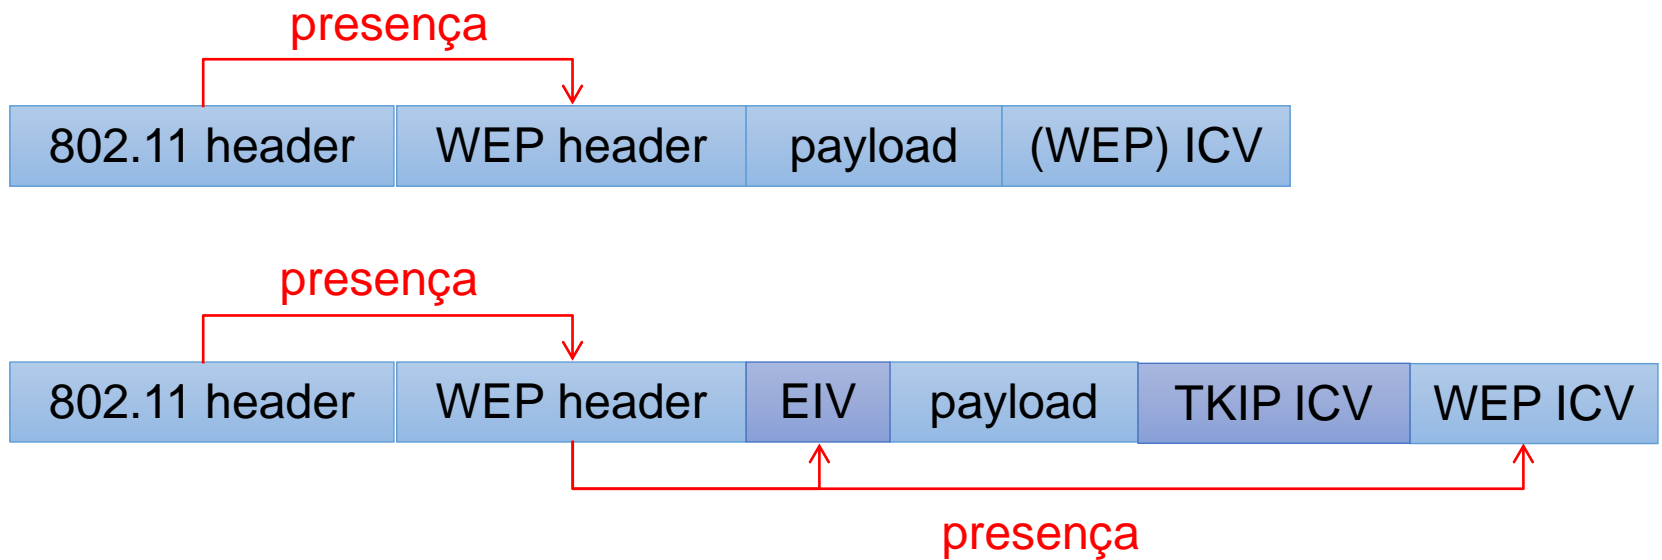 presença
802.11 header WEP header payload (WEP) ICV
presença
802.11 header WEP header EIV payload TKIP ICV WEP ICV
presença